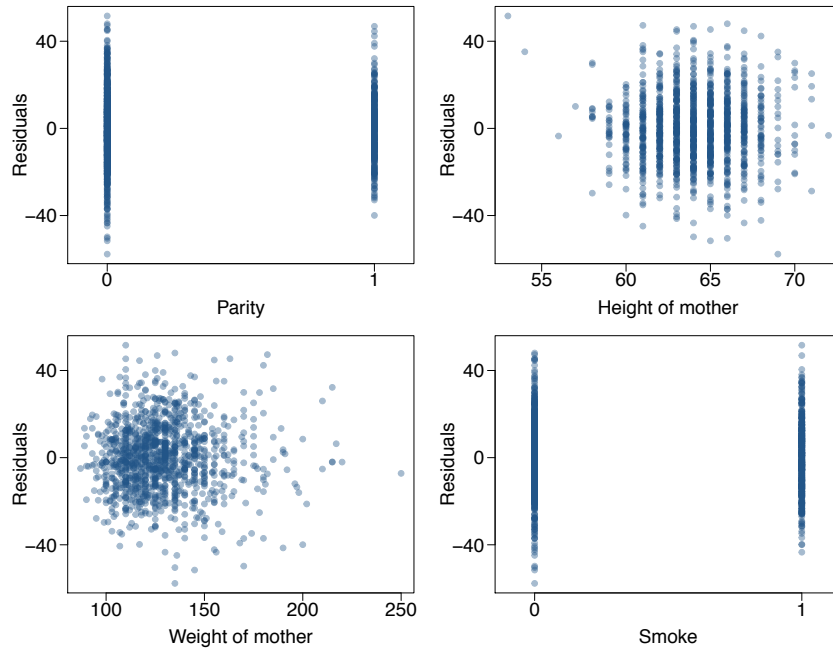 Residuals
40
0
−40
0 1
Parity
Residuals
40
0
−40
55 60 65 70
Height of mother
Residuals
40
0
−40
100 150 200 250
Weight of mother
Residuals
40
0
−40
0 1
Smoke